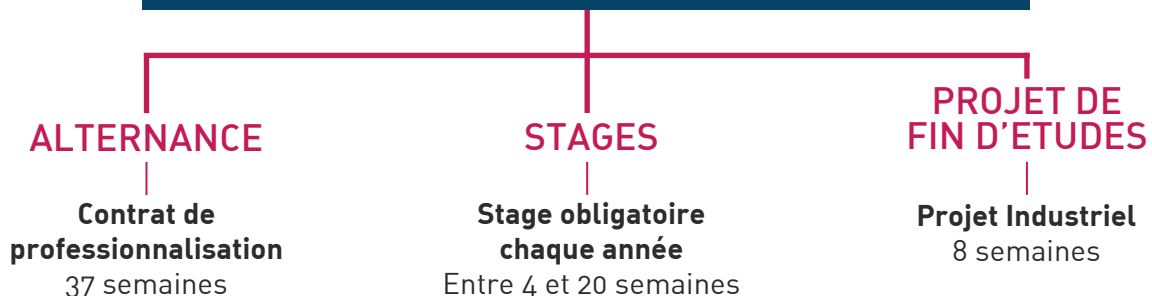 ALTERNANCE
Contrat de
professionnalisation
37 semaines
STAGES
Stage obligatoire
chaque année
Entre 4 et 20 semaines
PROJET DE
FIN D'ETUDES
Projet Industriel
8 semaines